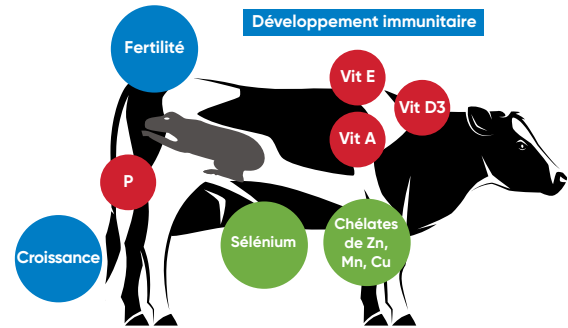 Développement immunitaire
Fertilité
Vit E
Vit D3
Vit A
P
Croissance
Sélénium
Chélates
de Zn,
Mn, Cu